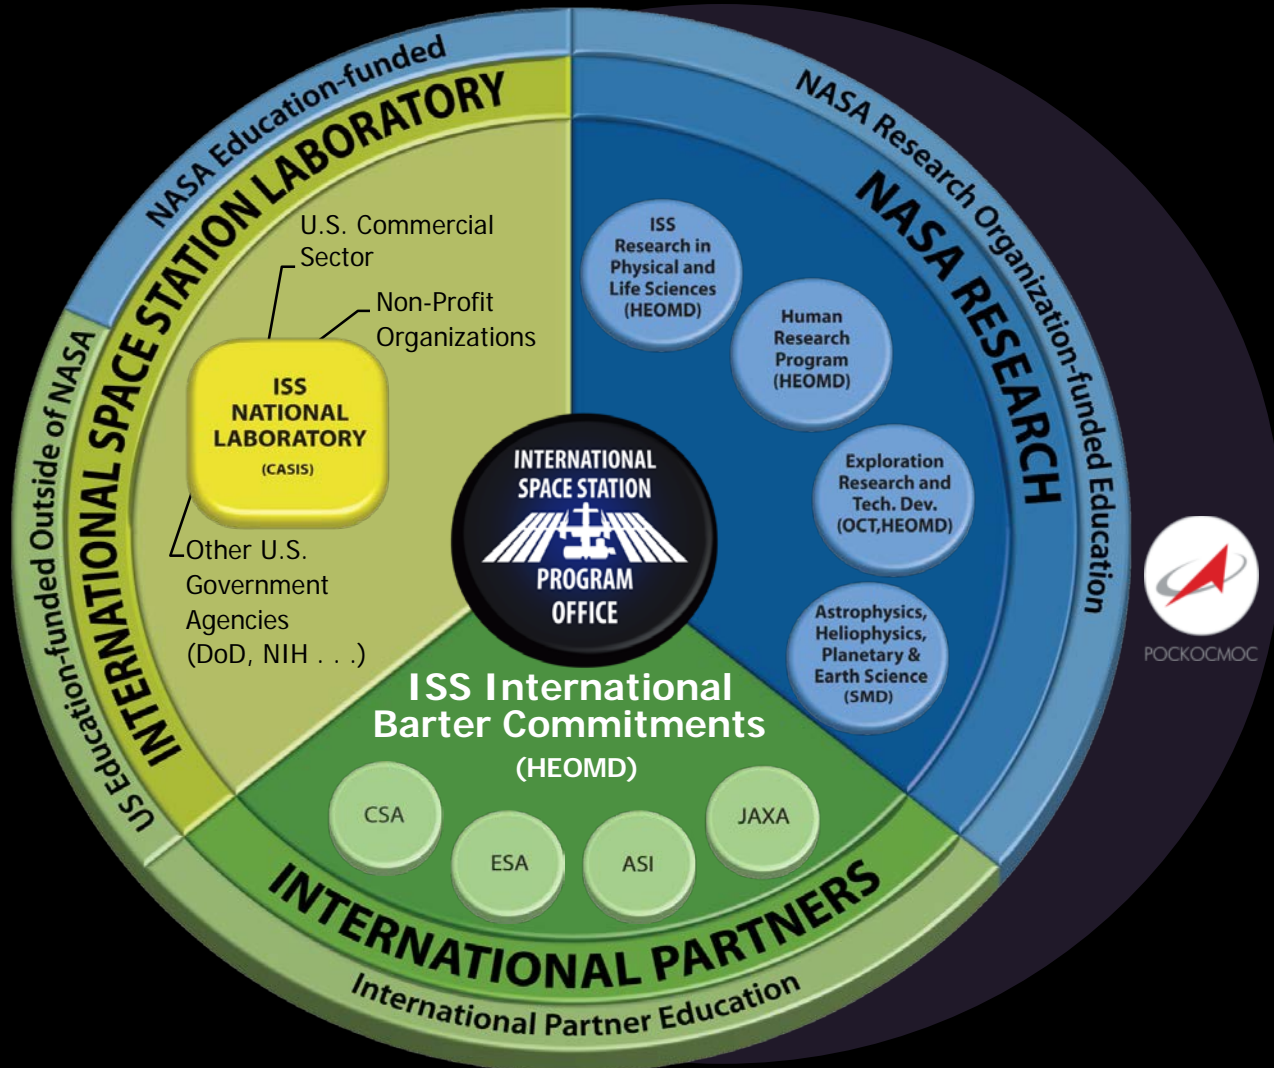 NASA Education-funded
INTERNATIONAL SPACE STATION LABORATORY
US Education-funded Outside of NASA
U.S. Commercial
Sector
Non-Profit
Organizations
ISS
NATIONAL
LABORATORY
(CASIS)
Other U.S.
Government
Agencies
(DoD, NIH . . .)
NASA Research Organization-funded Education
NASA RESEARCH
ISS
Research in
Physical and
Life Sciences
(HEOMD)
Human
Research
Program
(HEOMD)
Exploration
Research and
Tech. Dev.
(OCT,HEOMD)
Astrophysics,
Heliophysics,
Planetary &
Earth Science
(SMD)
INTERNATIONAL
SPACE STATION
PROGRAM
OFFICE
ISS International
Barter Commitments
(HEOMD)
CSA
ESA
ASI
JAXA
INTERNATIONAL PARTNERS
International Partner Education
РОСКОСМОС